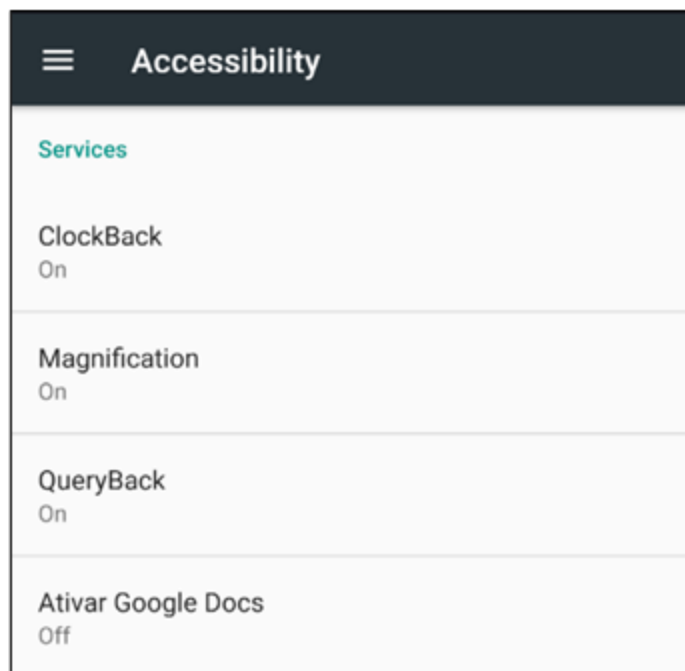 Accessibility
Services
ClockBack
On
Magnification
On
QueryBack
On
Ativar Google Docs
Off